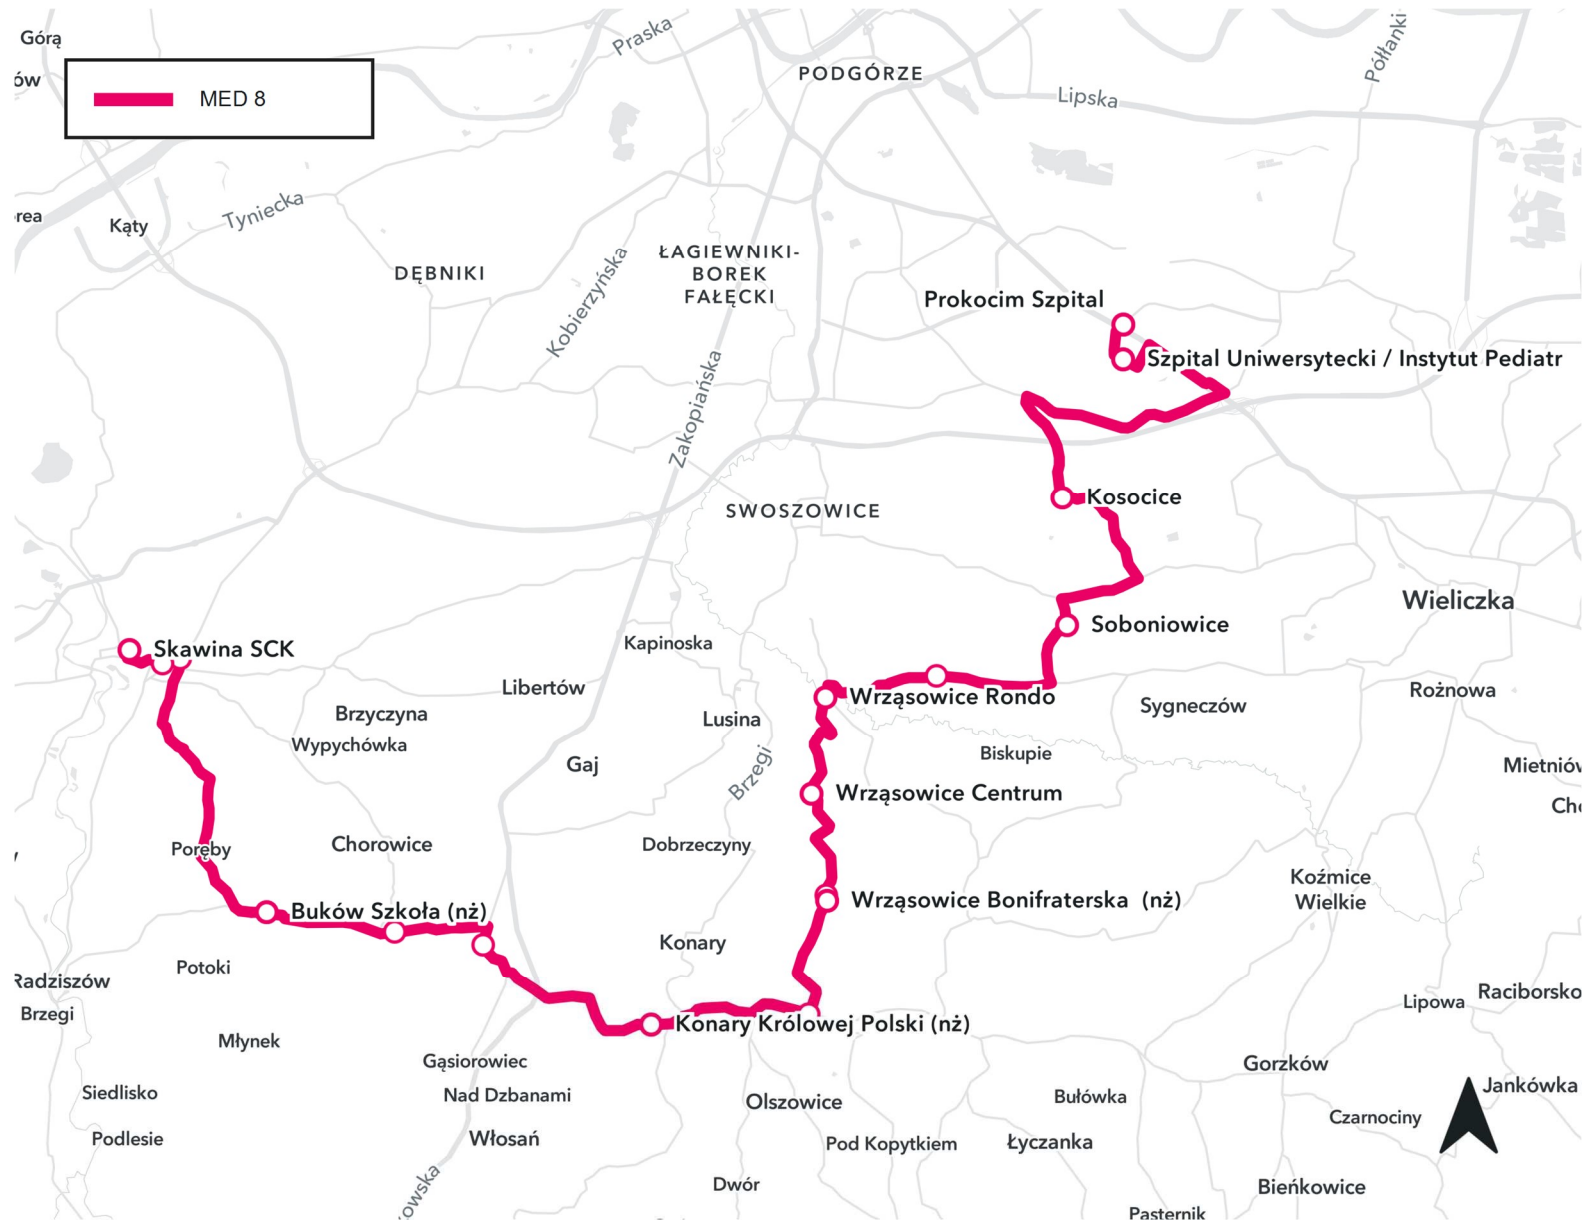 Górą
ów
MED 8
Praska
PODGÓRZE
Lipska
Półłanki
rea
Kąty
Tyniecka
DĘBNIKI
Kobierzyńska
ŁAGIEWNIKI-
BOREK
FAŁĘCKI
Prokocim Szpital
Szpital Uniwersytecki / Instytut Pediatr
Zakopiańska
SWOSZOWICE
Kosocice
Wieliczka
Soboniowice
Skawina SCK
Kapinoska
Libertów
Brzyczyna
Wypychówka
Lusina
Wrząsowice Rondo
Sygneczów
Rożnowa
Gaj
Brzegi
Biskupie
Mietniów
Wrząsowice Centrum
Poręby
Chorowice
Dobrzeczyny
Koźmice
Wielkie
Buków Szkoła (nż)
Wrząsowice Bonifraterska (nż)
Konary
Potoki
Radziszów
Brzegi
Konary Królowej Polski (nż)
Lipowa
Raciborsko
Młynek
Gąsiorowiec
Gorzków
Siedlisko
Nad Dzbanami
Olszowice
Bułówka
Jankówka
Podlesie
Włosań
Pod Kopytkiem
Łyczanka
Czarnociny
owska
Dwór
Bieńkowice
Pasternik